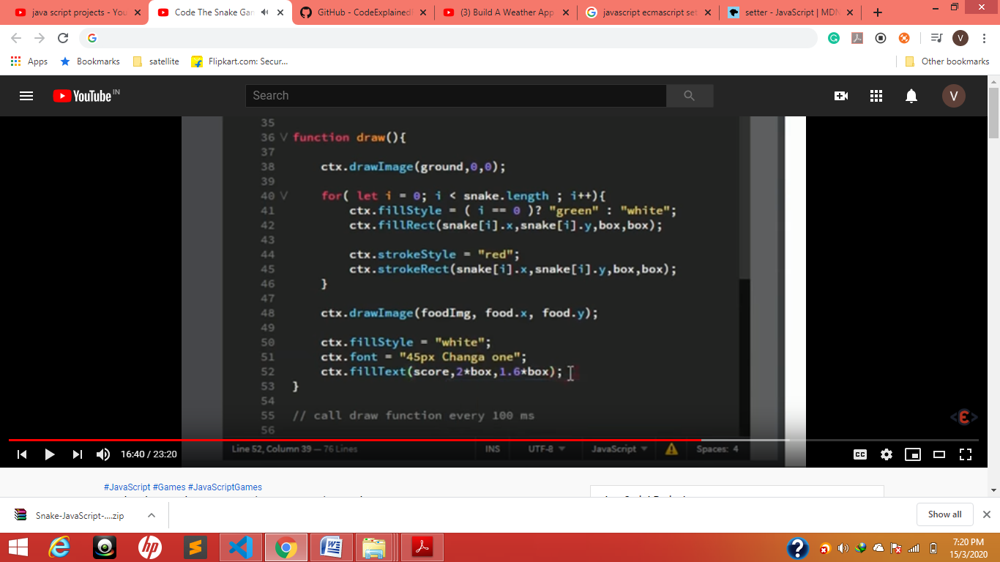 java script projects - You
Code The Snake Gam
GitHub - CodeExplained
(3) Build A Weather App
javascript ecmascript set
setter - JavaScript | MDN
V
Apps
Bookmarks
satellite
Flipkart.com: Secur...
Other bookmarks
YouTube IN
Search
V
35
36 function draw(){
37
38 ctx.drawImage(ground,0,0);
39
40 for( let i = 0; i < snake.length ; i++){
41 ctx.fillStyle = ( i == 0 )? "green" : "white";
42 ctx.fillRect(snake[i].x,snake[i].y,box,box);
43
44 ctx.strokeStyle = "red";
45 ctx.strokeRect(snake[i].x,snake[i].y,box,box);
46 }
47
48 ctx.drawImage(foodImg, food.x, food.y);
49
50 ctx.fillStyle = "white";
51 ctx.font = "45px Changa one";
52 ctx.fillText(score,2*box,1.6*box);
53 }
54
55 // call draw function every 100 ms
56
<E>
Line 52, Column 39 — 76 Lines
INS
UTF-8
JavaScript
Spaces: 4
16:40 / 23:20
CC
#JavaScript #Games #JavaScriptGames
Snake-JavaScript-....zip
Show all
7:20 PM
15/3/2020